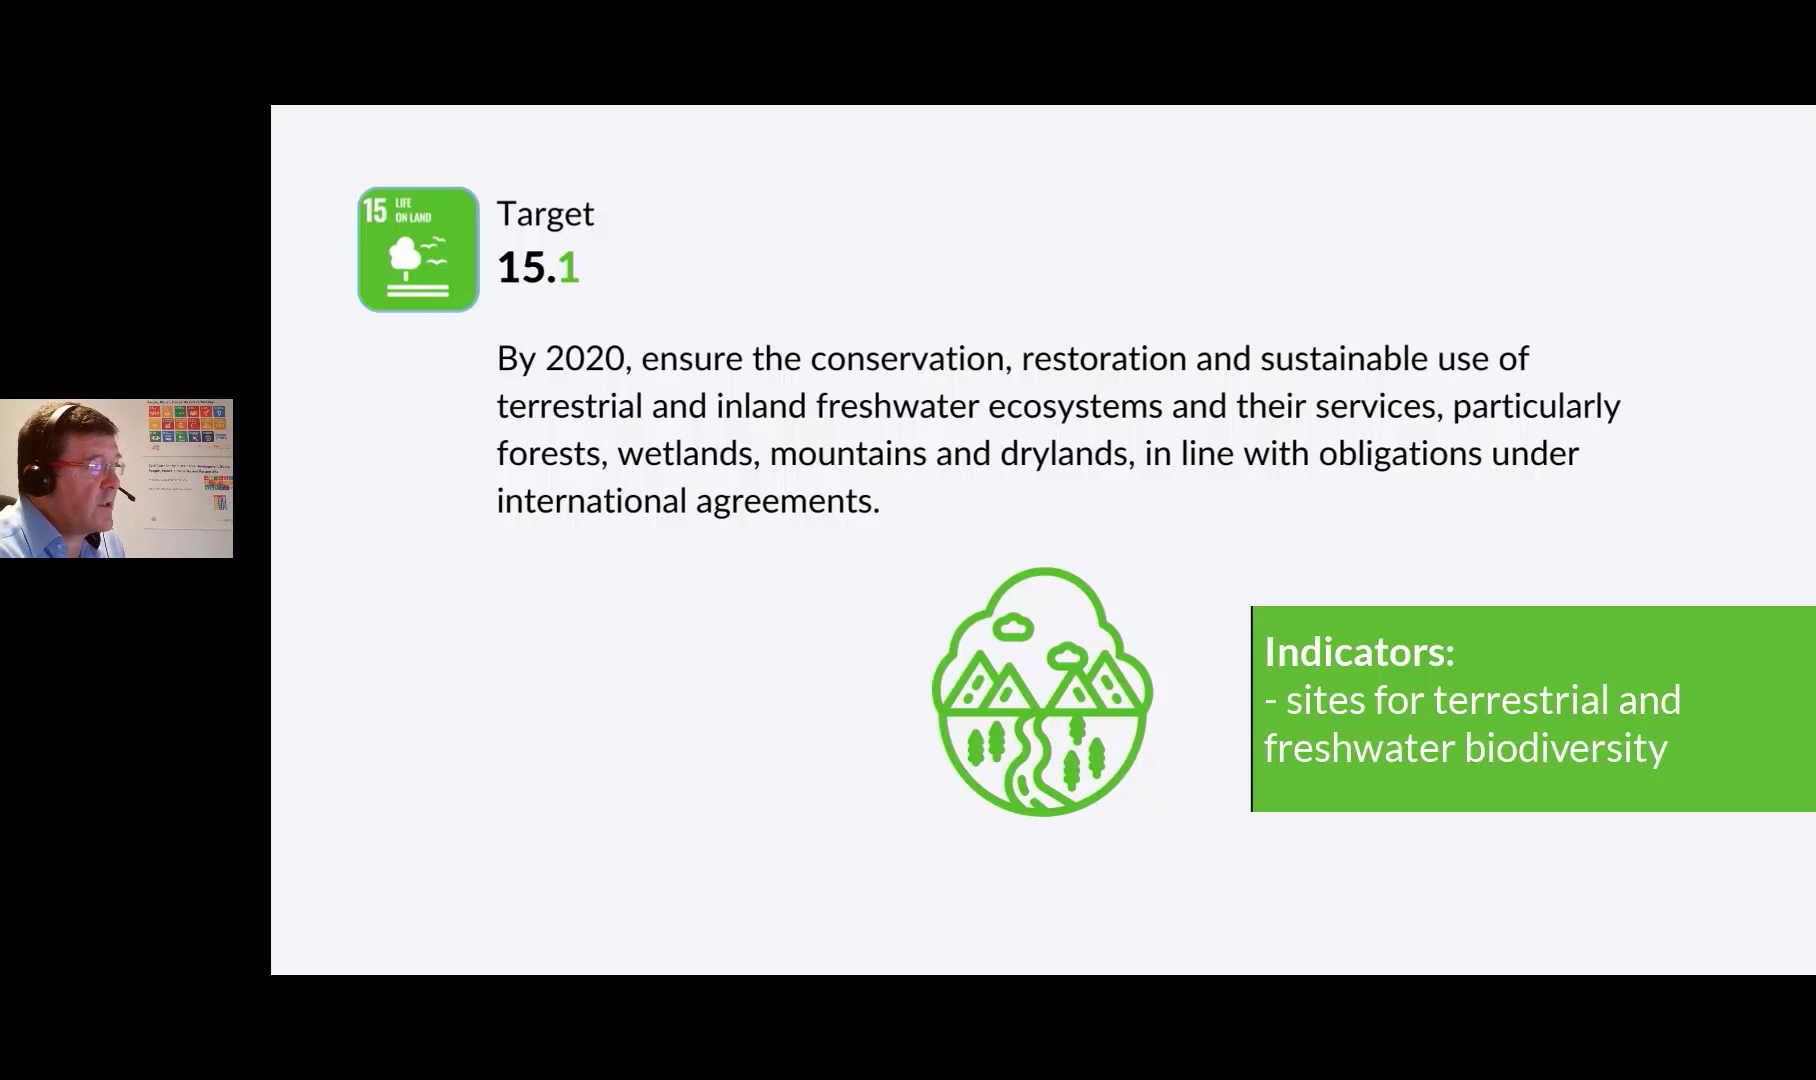 15 LIFE
ON LAND
Target
15.1
By 2020, ensure the conservation, restoration and sustainable use of
terrestrial and inland freshwater ecosystems and their services, particularly
forests, wetlands, mountains and drylands, in line with obligations under
international agreements.
Indicators:
- sites for terrestrial and
freshwater biodiversity